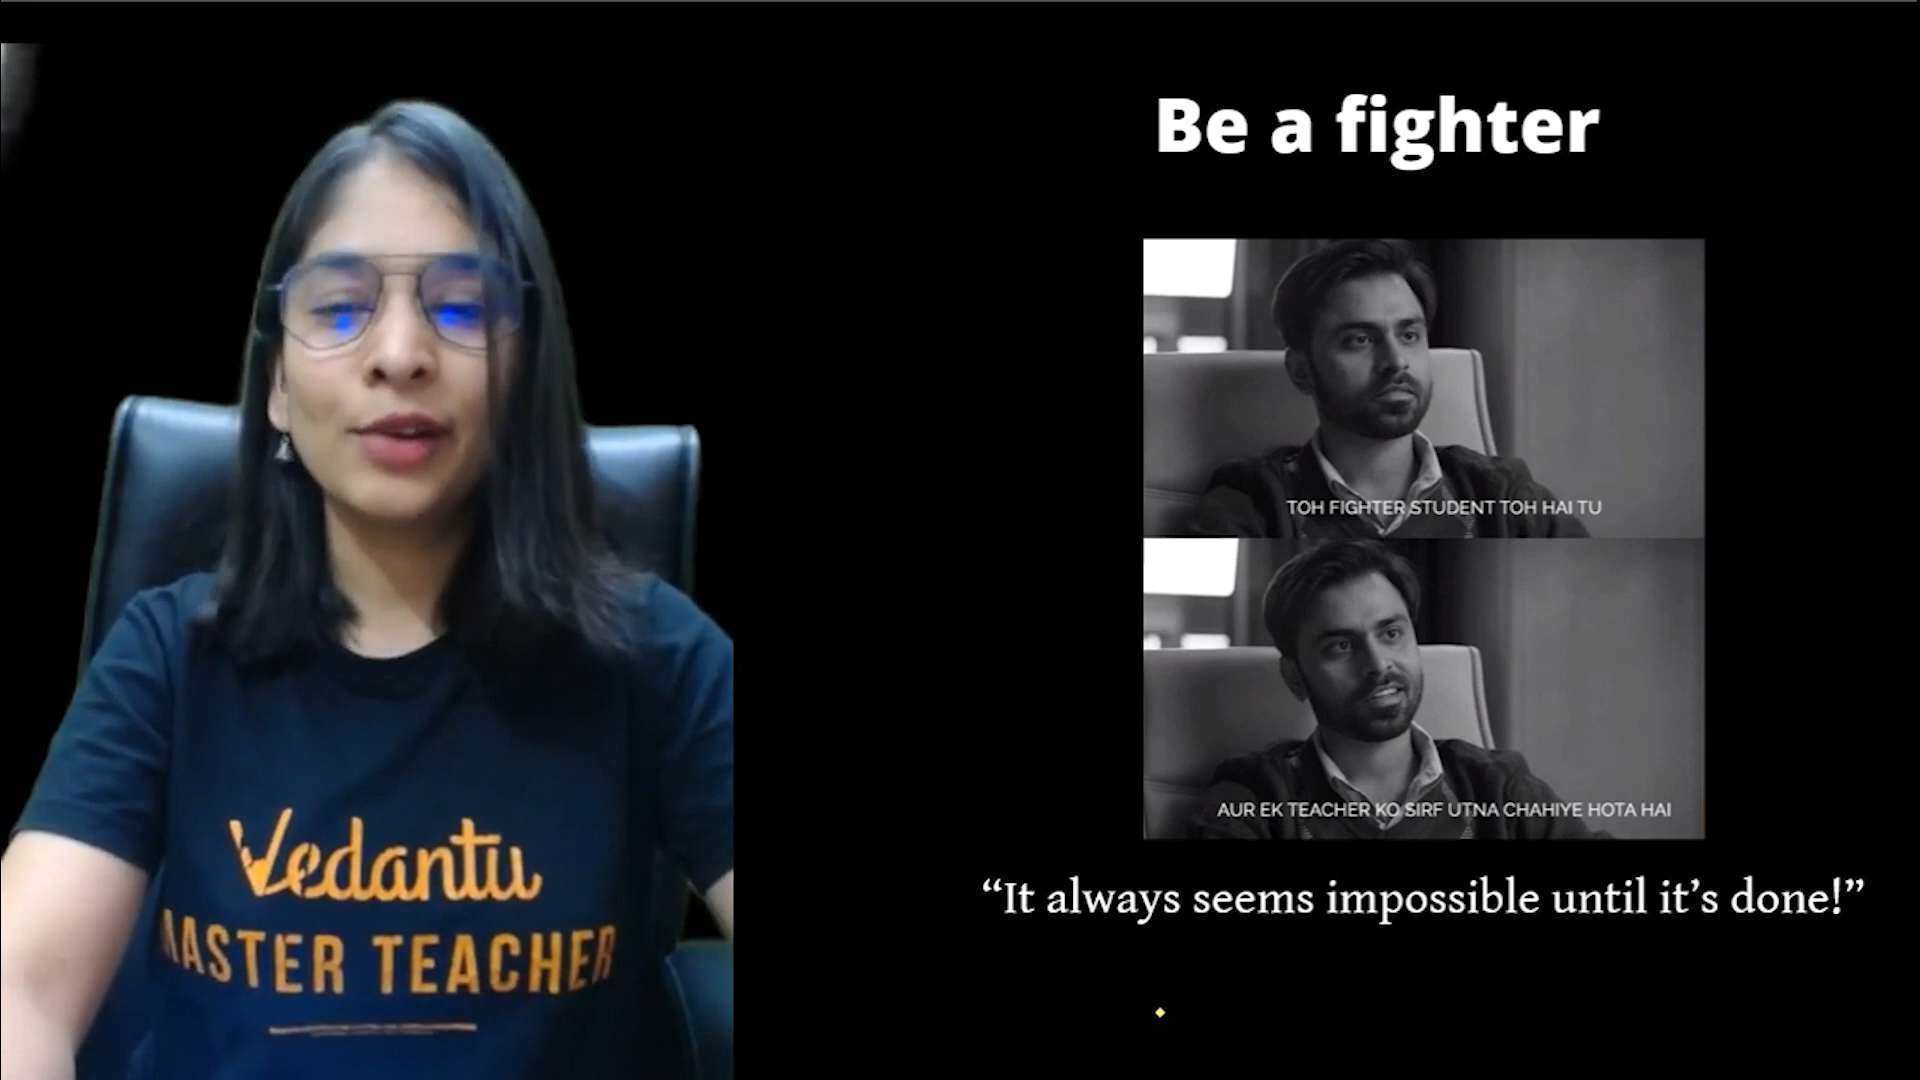 Be a fighter
TOH FIGHTER STUDENT TOH HAI TU
AUR EK TEACHER KO SIRF UTNA CHAHIYE HOTA HAI
“It always seems impossible until it’s done!”
Vedantu
MASTER TEACHER